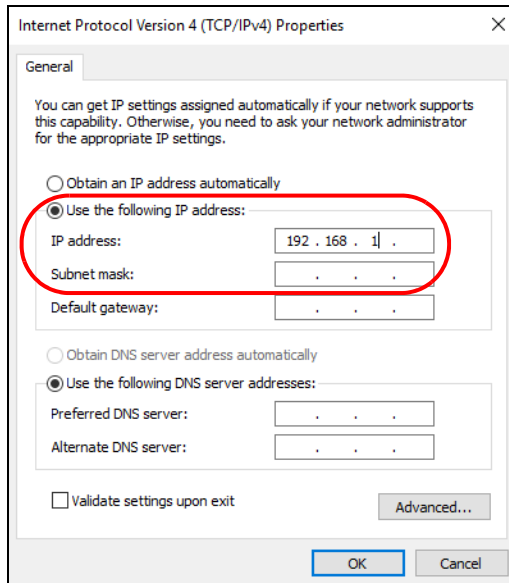 Internet Protocol Version 4 (TCP/IPv4) Properties
General
You can get IP settings assigned automatically if your network supports
this capability. Otherwise, you need to ask your network administrator
for the appropriate IP settings.
Obtain an IP address automatically
Use the following IP address:
IP address: 192 . 168 . 1 .
Subnet mask: . . .
Default gateway: . . .
Obtain DNS server address automatically
Use the following DNS server addresses:
Preferred DNS server: . . .
Alternate DNS server: . . .
Validate settings upon exit
Advanced...
OK Cancel